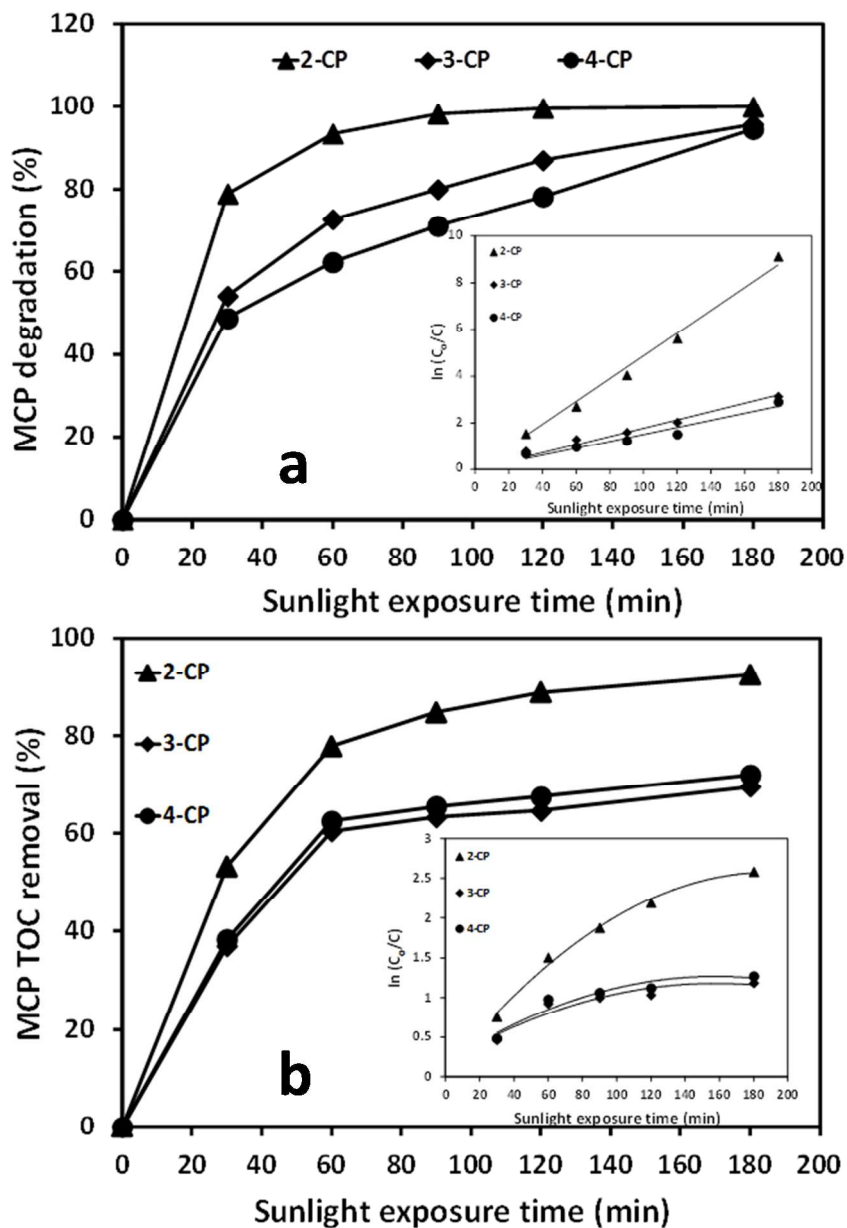 120
100
80
60
40
20
0
MCP degradation (%)
2-CP 3-CP 4-CP
a
10
8
6
4
2
0
ln (Co/C)
2-CP
3-CP
4-CP
0 20 40 60 80 100 120 140 160 180 200
Sunlight exposure time (min)
0 20 40 60 80 100 120 140 160 180 200
Sunlight exposure time (min)
100
80
60
40
20
0
MCP TOC removal (%)
2-CP
3-CP
4-CP
b
3
2.5
2
1.5
1
0.5
0
ln (Co/C)
2-CP
3-CP
4-CP
0 20 40 60 80 100 120 140 160 180 200
Sunlight exposure time (min)
0 20 40 60 80 100 120 140 160 180 200
Sunlight exposure time (min)